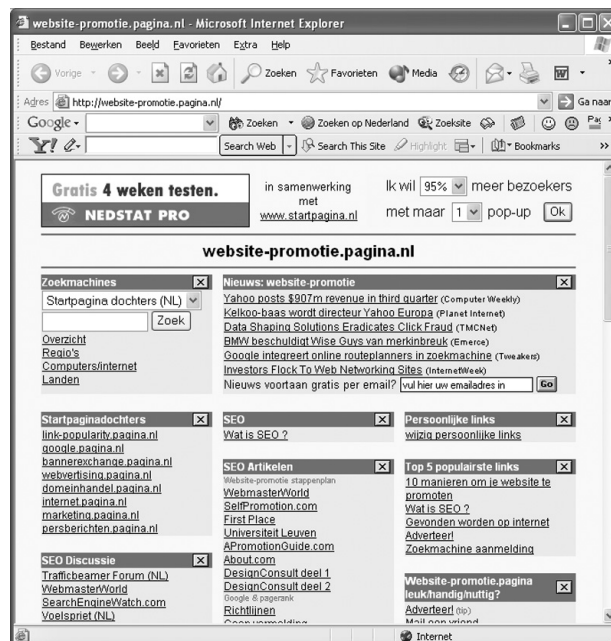 website-promotie.pagina.nl - Microsoft Internet Explorer
Bestand Bewerken Beeld Favorieten Extra Help
Vorige Zoeken Favorieten Media
Adres http://website-promotie.pagina.nl/ Ga naar
Google Zoeken Zoeken op Nederland Zoeksite
Y! Search Web Search This Site Highlight Bookmarks
Gratis 4 weken testen.
NEDSTAT PRO
in samenwerking
met
www.startpagina.nl
Ik wil 95% meer bezoekers
met maar 1 pop-up Ok
website-promotie.pagina.nl
Zoekmachines
Startpagina dochters (NL)
Zoek
Overzicht
Regio's
Computers/internet
Landen
Nieuws: website-promotie
Yahoo posts $907m revenue in third quarter (Computer Weekly)
Kelkoo-baas wordt directeur Yahoo Europa (Planet Internet)
Data Shaping Solutions Eradicates Click Fraud (TMCNet)
BMW beschuldigt Wise Guys van merkinbreuk (Emerce)
Google integreert online routeplanners in zoekmachine (Tweakers)
Investors Flock To Web Networking Sites (InternetWeek)
Nieuws voortaan gratis per email? vul hier uw emailadres in Go
Startpaginadochters
link-popularity.pagina.nl
google.pagina.nl
bannerexchange.pagina.nl
webvertising.pagina.nl
domeinhandel.pagina.nl
internet.pagina.nl
marketing.pagina.nl
persberichten.pagina.nl
SEO Discussie
Trafficbeamer Forum (NL)
WebmasterWorld
SearchEngineWatch.com
Voelspriet (NL)
SEO
Wat is SEO ?
SEO Artikelen
Website-promotie stappenplan
WebmasterWorld
SelfPromotion.com
First Place
Universiteit Leuven
APromotionGuide.com
About.com
DesignConsult deel 1
DesignConsult deel 2
Google & pagerank
Richtlijnen
Persoonlijke links
wijzig persoonlijke links
Top 5 populairste links
10 manieren om je website te
promoten
Wat is SEO ?
Gevonden worden op internet
Adverteer!
Zoekmachine aanmelding
Website-promotie.pagina
leuk/handig/nuttig?
Adverteer! (tip)
Mail een vriend
Internet